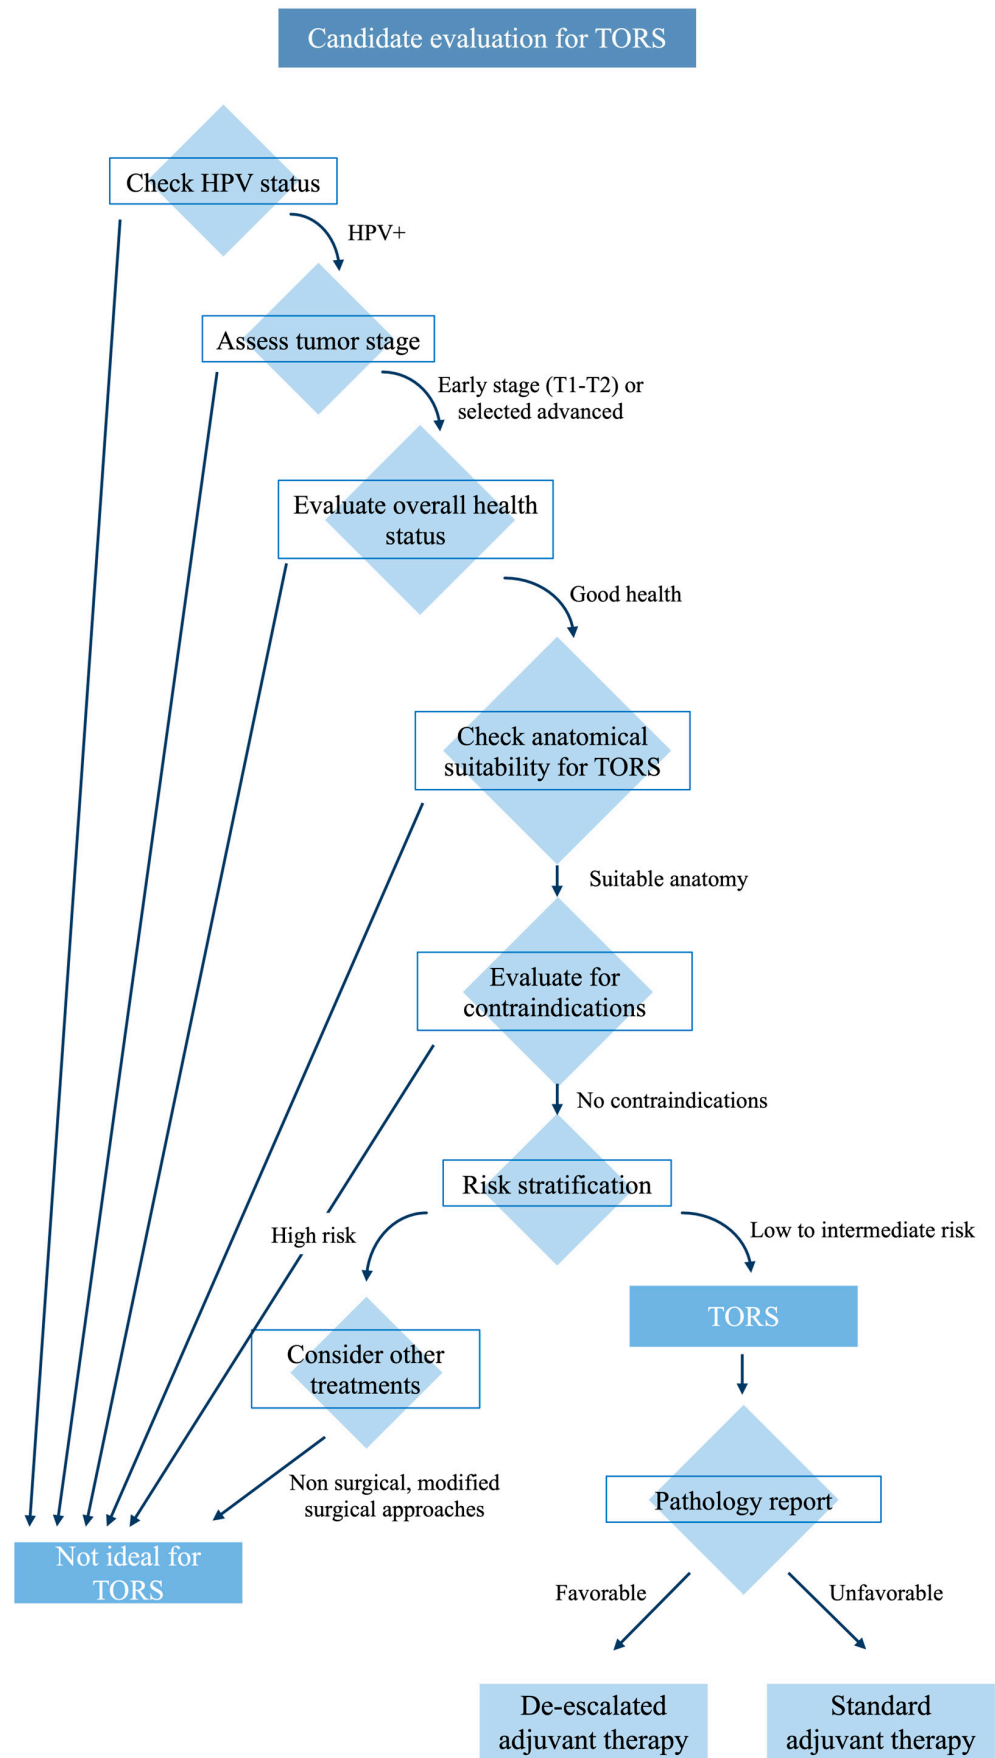 Candidate evaluation for TORS
Check HPV status
HPV+
Assess tumor stage
Early stage (T1-T2) or
selected advanced
Evaluate overall health
status
Good health
Check anatomical
suitability for TORS
Suitable anatomy
Evaluate for
contraindications
No contraindications
Risk stratification
High risk
Low to intermediate risk
TORS
Consider other
treatments
Non surgical, modified
surgical approaches
Pathology report
Not ideal for
TORS
Favorable
Unfavorable
De-escalated
adjuvant therapy
Standard
adjuvant therapy